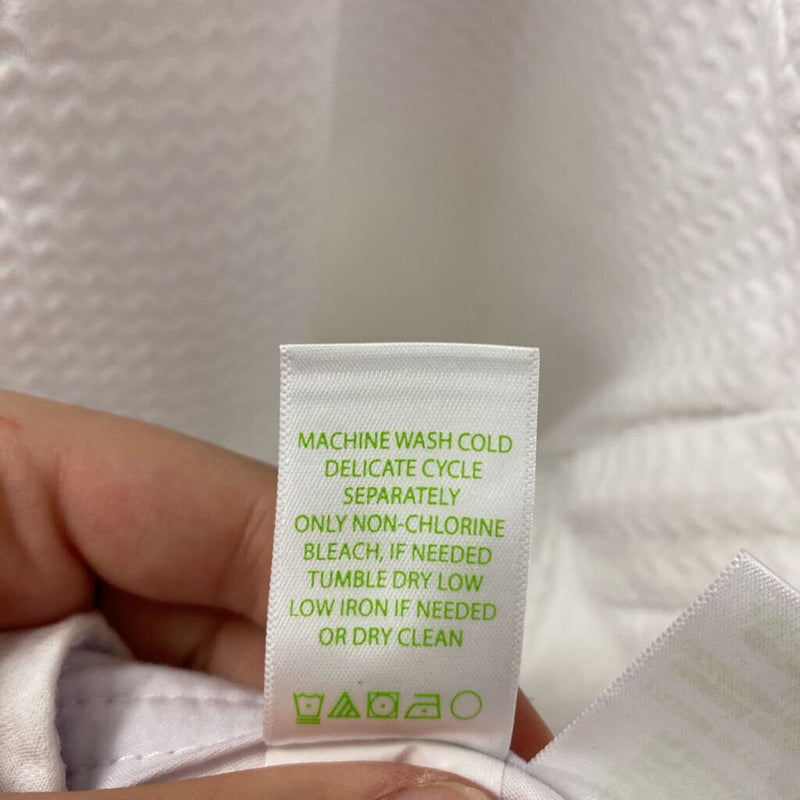 MACHINE WASH COLD
DELICATE CYCLE
SEPARATELY
ONLY NON-CHLORINE
BLEACH, IF NEEDED
TUMBLE DRY LOW
LOW IRON IF NEEDED
OR DRY CLEAN